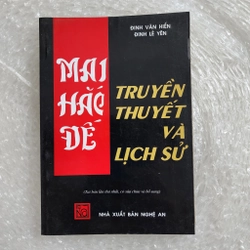 ĐINH VĂN HIẾN
ĐINH LÊ YÊN
MAI
HẮC
ĐẾ
TRUYỀN
THUYẾT
VÀ
LỊCH SỬ
NHÀ XUẤT BẢN NGHỆ AN